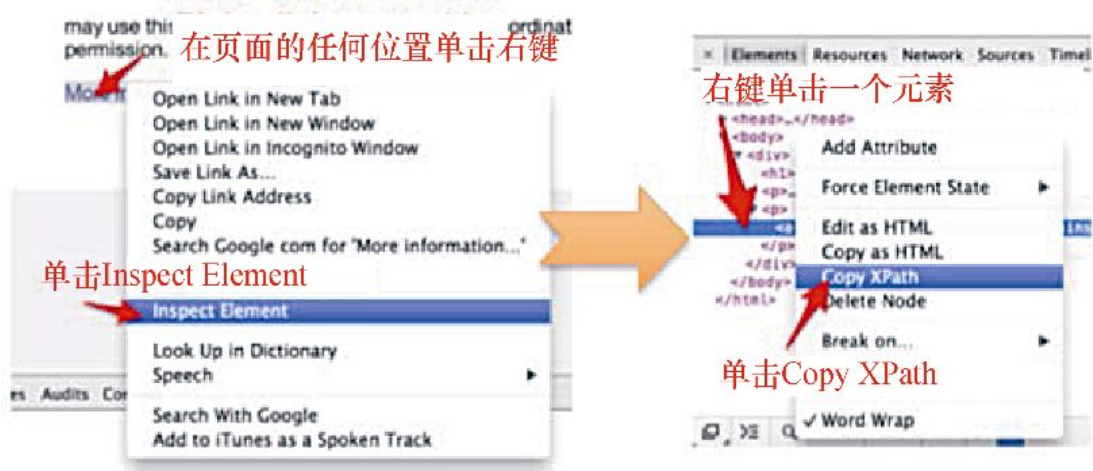 may use this
ordinat
permission.
在页面的任何位置单击右键
More
Open Link in New Tab
Open Link in New Window
Open Link in Incognito Window
Save Link As...
Copy Link Address
Copy
Search Google com for "More information..."
单击Inspect Element
Inspect Element
Look Up in Dictionary
Speech
es Audits Con
Search With Google
Add to iTunes as a Spoken Track
× Elements Resources Network Sources Timel
右键单击一个元素
<head>…</head>
<body>
<div>
<h1>
<p>
<p>
</p>
</div>
</body>
</html>
Add Attribute
Force Element State
Edit as HTML
Copy as HTML
Copy XPath
Delete Node
Break on...
单击Copy XPath
✓ Word Wrap